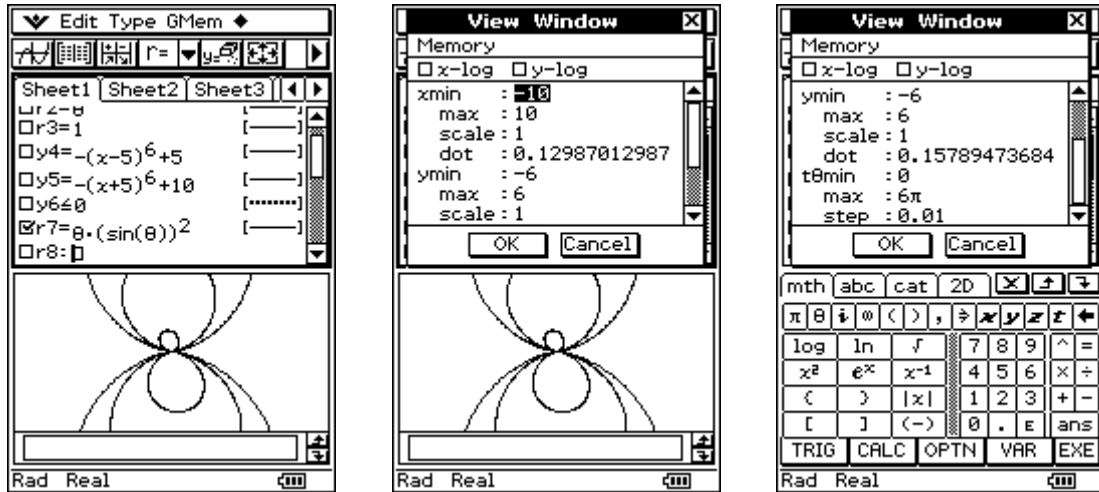 Edit Type GMem
r=
Sheet1 Sheet2 Sheet3
r2=θ
r3=1 [——]
y4=-(x-5)^6+5 [——]
y5=-(x+5)^6+10 [——]
y6≤0 [········]
r7=θ·(sin(θ))^2 [——]
r8:
Rad Real
View Window
Memory
x-log y-log
xmin :-10
max :10
scale:1
dot :0.12987012987
ymin :-6
max :6
scale:1
OK Cancel
Rad Real
View Window
Memory
x-log y-log
ymin :-6
max :6
scale:1
dot :0.15789473684
tθmin :0
max :6π
step :0.01
OK Cancel
mth abc cat 2D
π θ i ∞ ( ) , ⇒ x y z t ←
log ln √ 7 8 9 ^ =
x² eˣ x⁻¹ 4 5 6 × ÷
( ) |x| 1 2 3 + -
[ ] (-) 0 . E ans
TRIG CALC OPTN VAR EXE
Rad Real